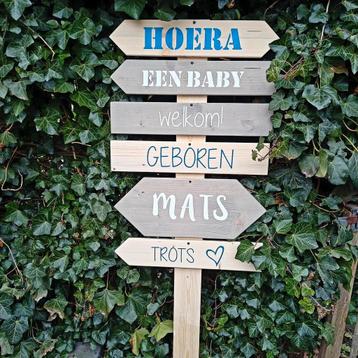 HOERA
EEN BABY
welkom!
GEBOREN
MATS
TROTS